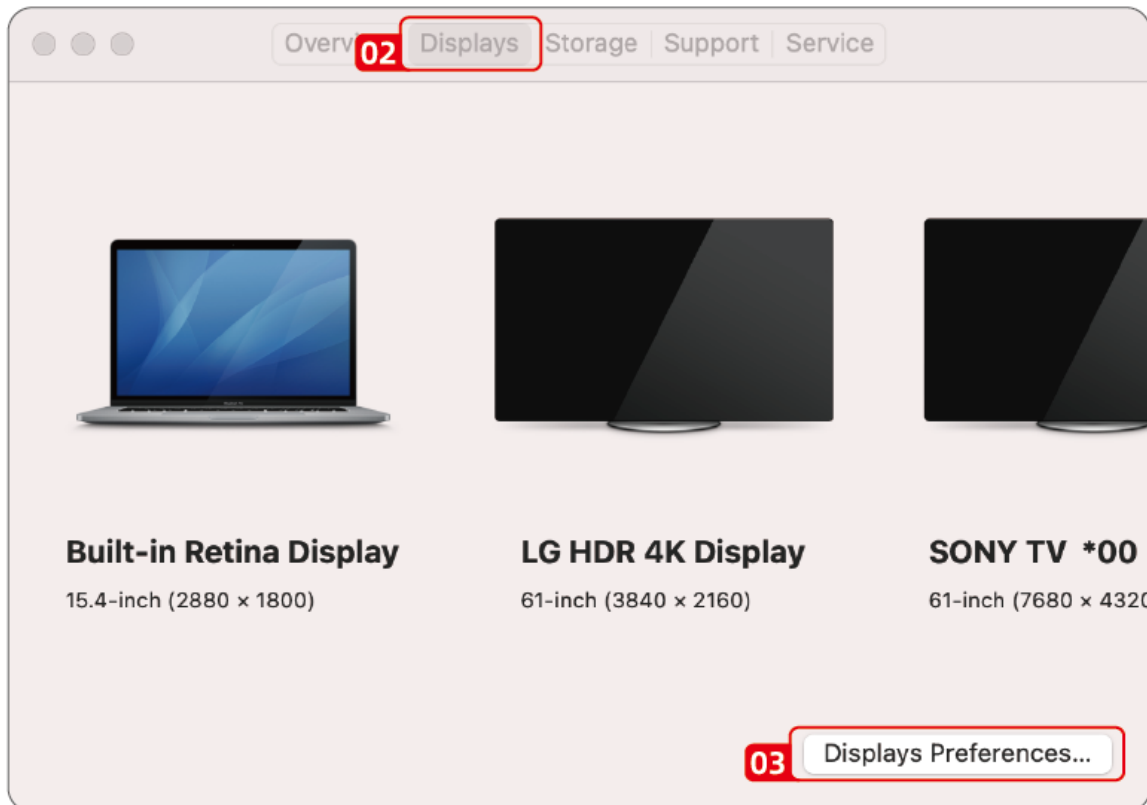 Overvi 02 Displays Storage Support Service
Built-in Retina Display LG HDR 4K Display SONY TV *00
15.4-inch (2880 × 1800) 61-inch (3840 × 2160) 61-inch (7680 × 4320
03 Displays Preferences...